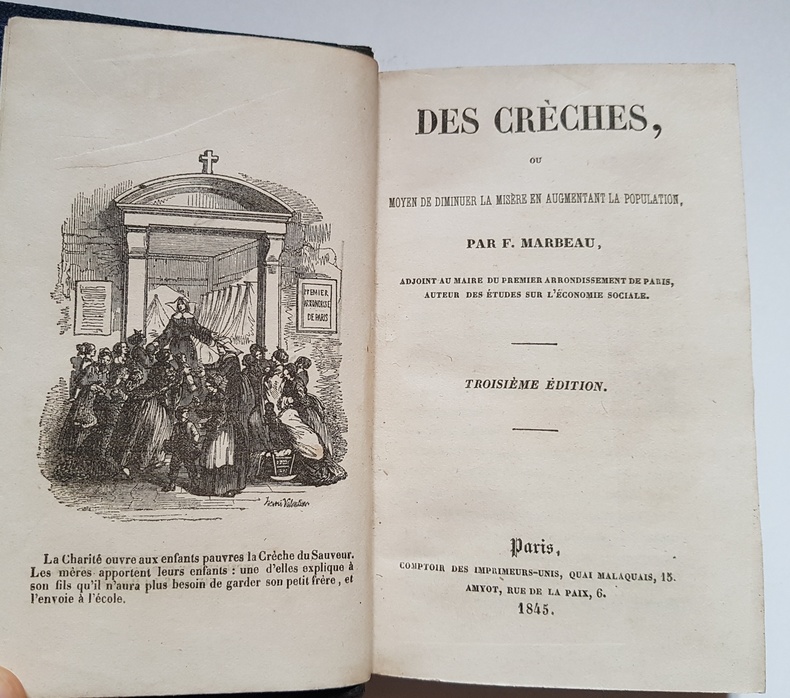 PREMIER
ARRONDISSE
DE PARIS
La Charité ouvre aux enfants pauvres la Crèche du Sauveur.
Les mères apportent leurs enfants : une d'elles explique à
son fils qu'il n'aura plus besoin de garder son petit frère, et
l'envoie à l'école.
DES CRÈCHES,
OU
MOYEN DE DIMINUER LA MISÈRE EN AUGMENTANT LA POPULATION,
PAR F. MARBEAU,
ADJOINT AU MAIRE DU PREMIER ARRONDISSEMENT DE PARIS,
AUTEUR DES ÉTUDES SUR L'ÉCONOMIE SOCIALE.
TROISIÈME ÉDITION.
Paris,
COMPTOIR DES IMPRIMEURS-UNIS, QUAI MALAQUAIS, 15.
AMYOT, RUE DE LA PAIX, 6.
1845.